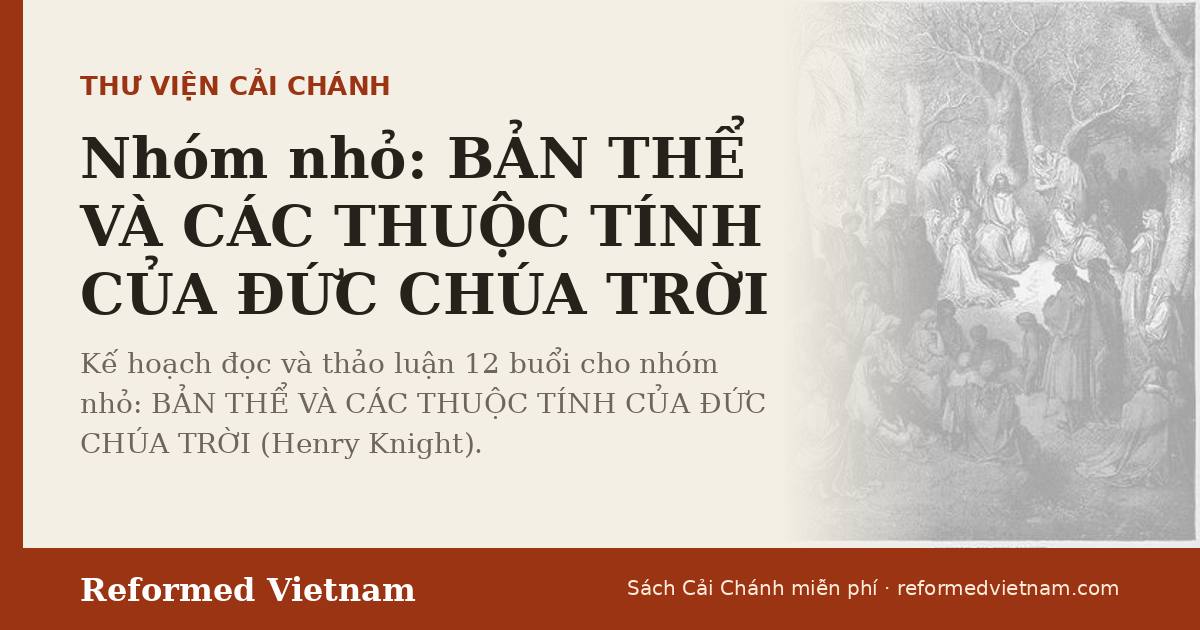 THƯ VIỆN CẢI CHÁNH
Nhóm nhỏ: BẢN THỂ
VÀ CÁC THUỘC TÍNH
CỦA ĐỨC CHÚA TRỜI
Kế hoạch đọc và thảo luận 12 buổi cho nhóm
nhỏ: BẢN THỂ VÀ CÁC THUỘC TÍNH CỦA ĐỨC
CHÚA TRỜI (Henry Knight).
Reformed Vietnam
Sách Cải Chánh miễn phí · reformedvietnam.com